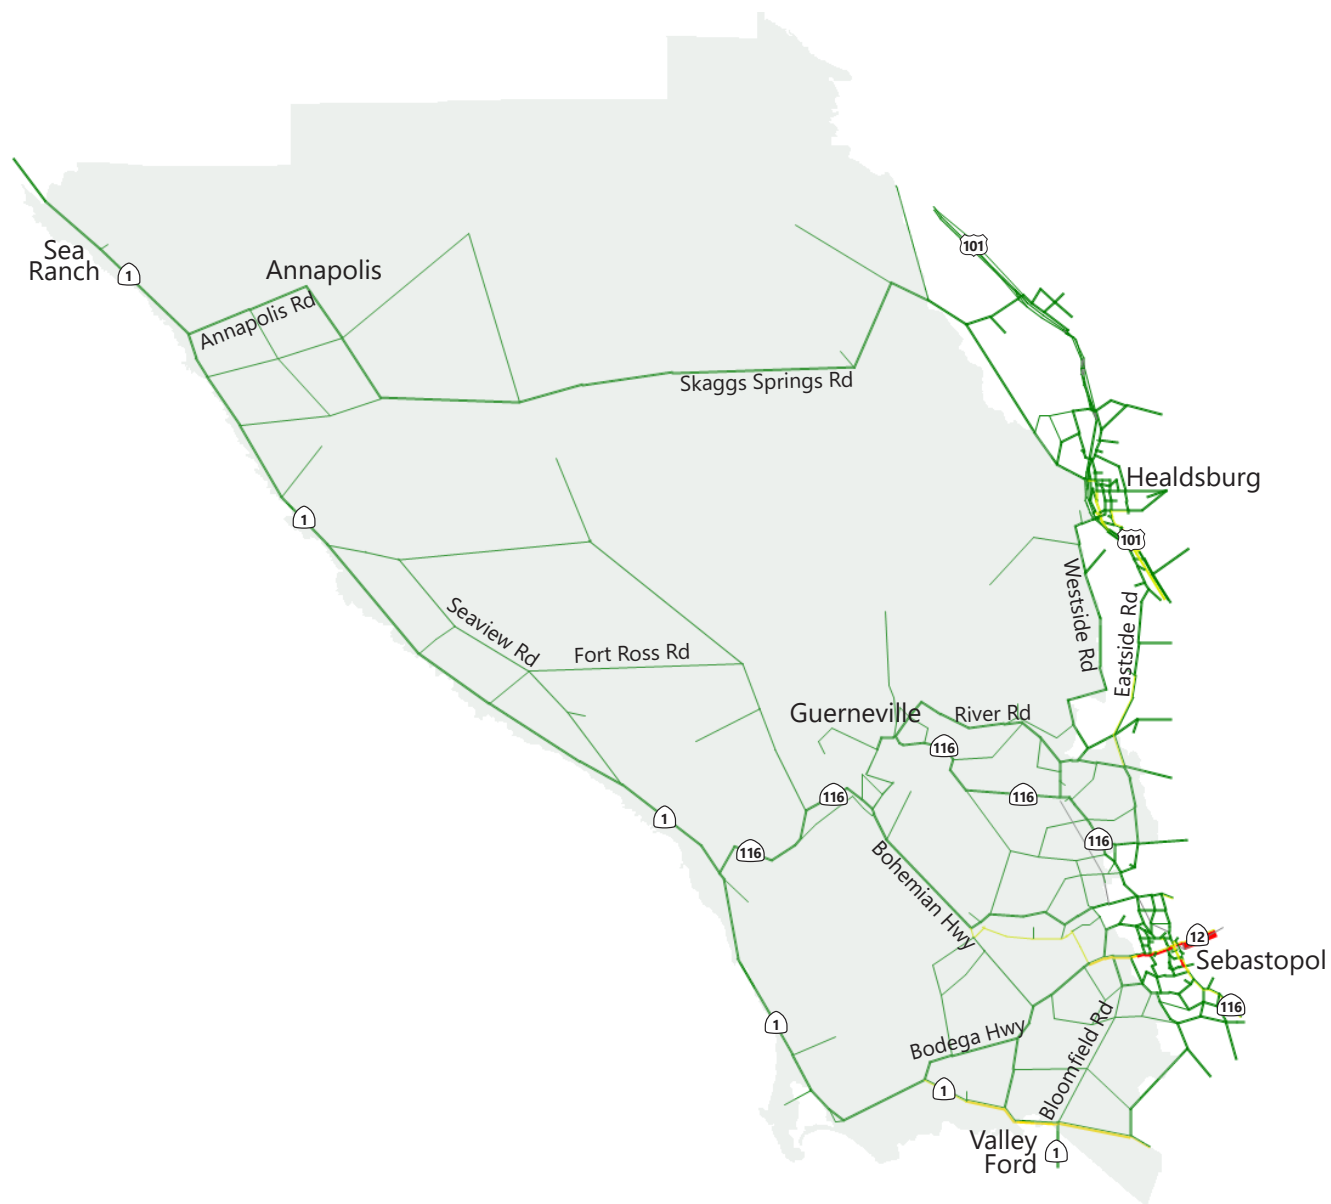 101
Sea
Ranch
1
Annapolis
Annapolis Rd
Skaggs Springs Rd
Healdsburg
1
101
Westside Rd
Eastside Rd
Seaview Rd
Fort Ross Rd
Guerneville
River Rd
116
116
116
1
116
116
Bohemian Hwy
12
Sebastopol
116
1
Bodega Hwy
Bloomfield Rd
1
Valley
Ford
1